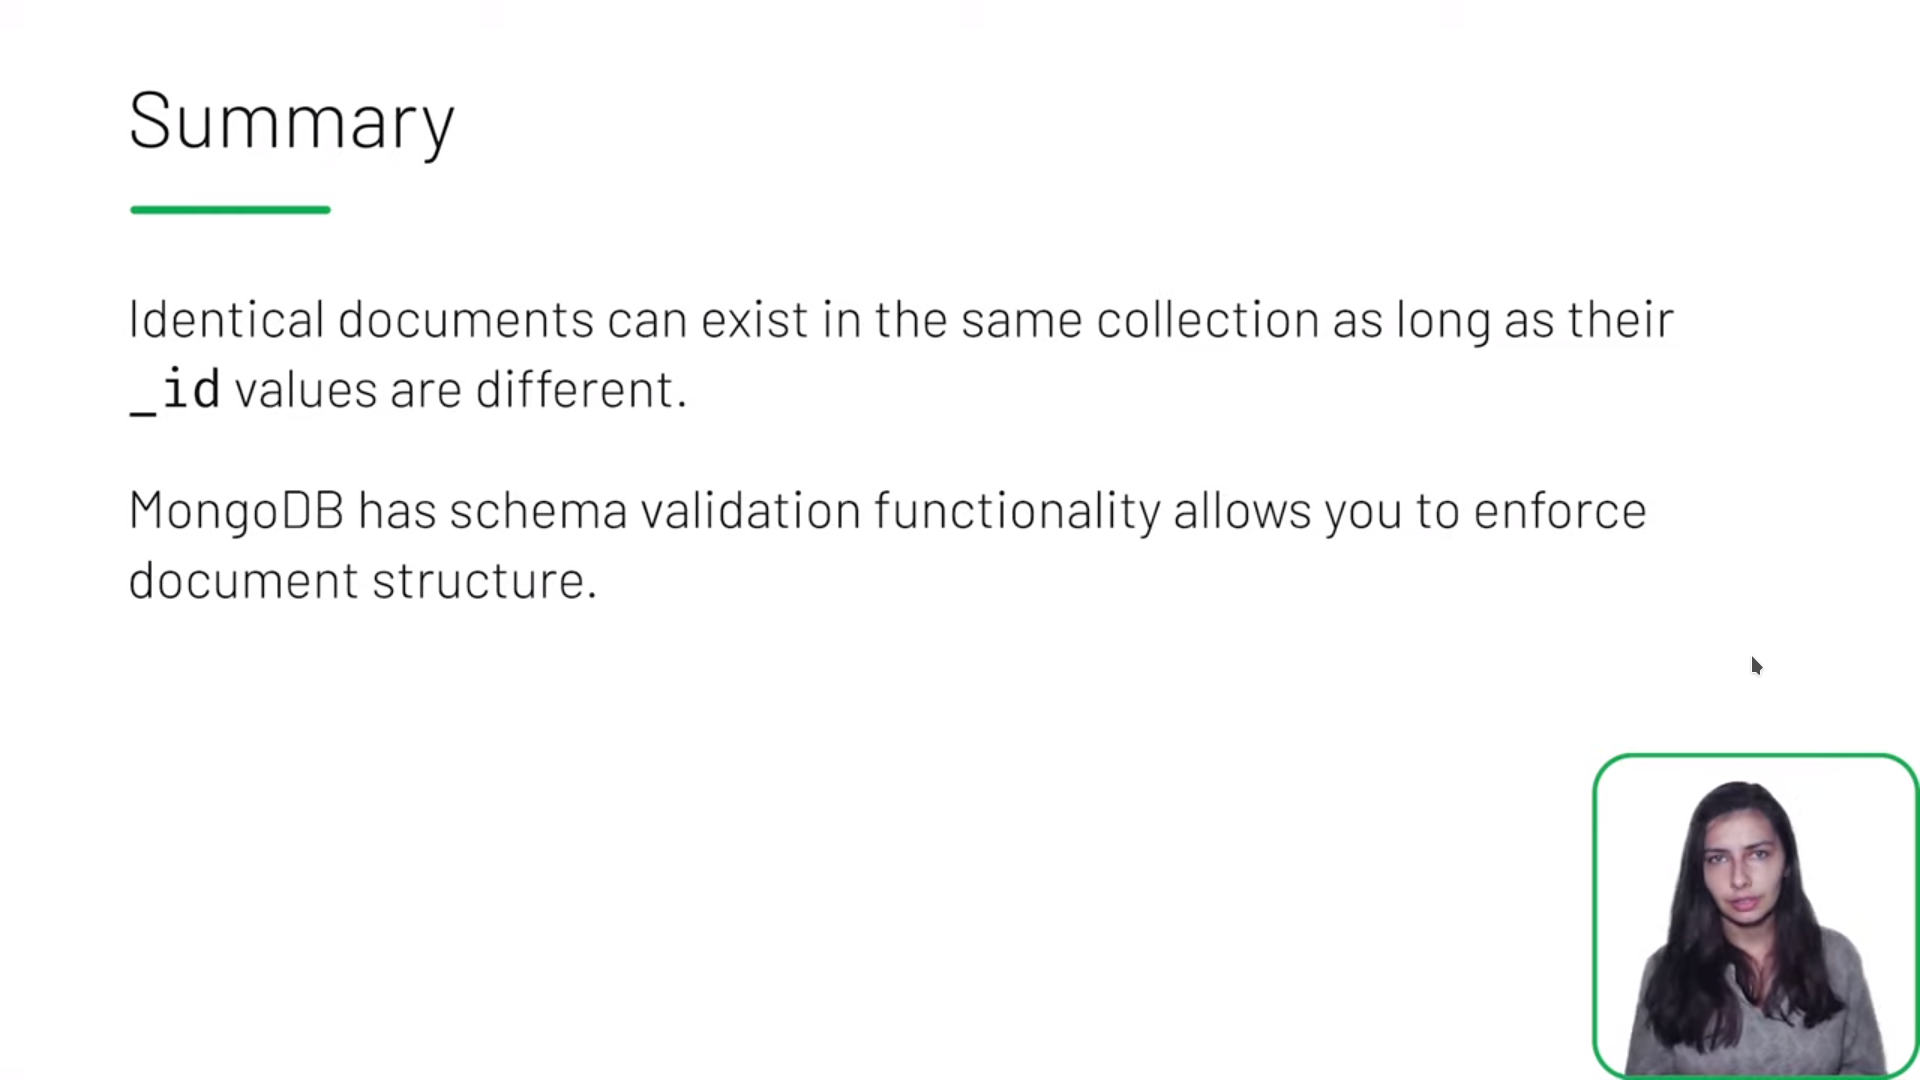 Summary
Identical documents can exist in the same collection as long as their
_id values are different.
MongoDB has schema validation functionality allows you to enforce
document structure.